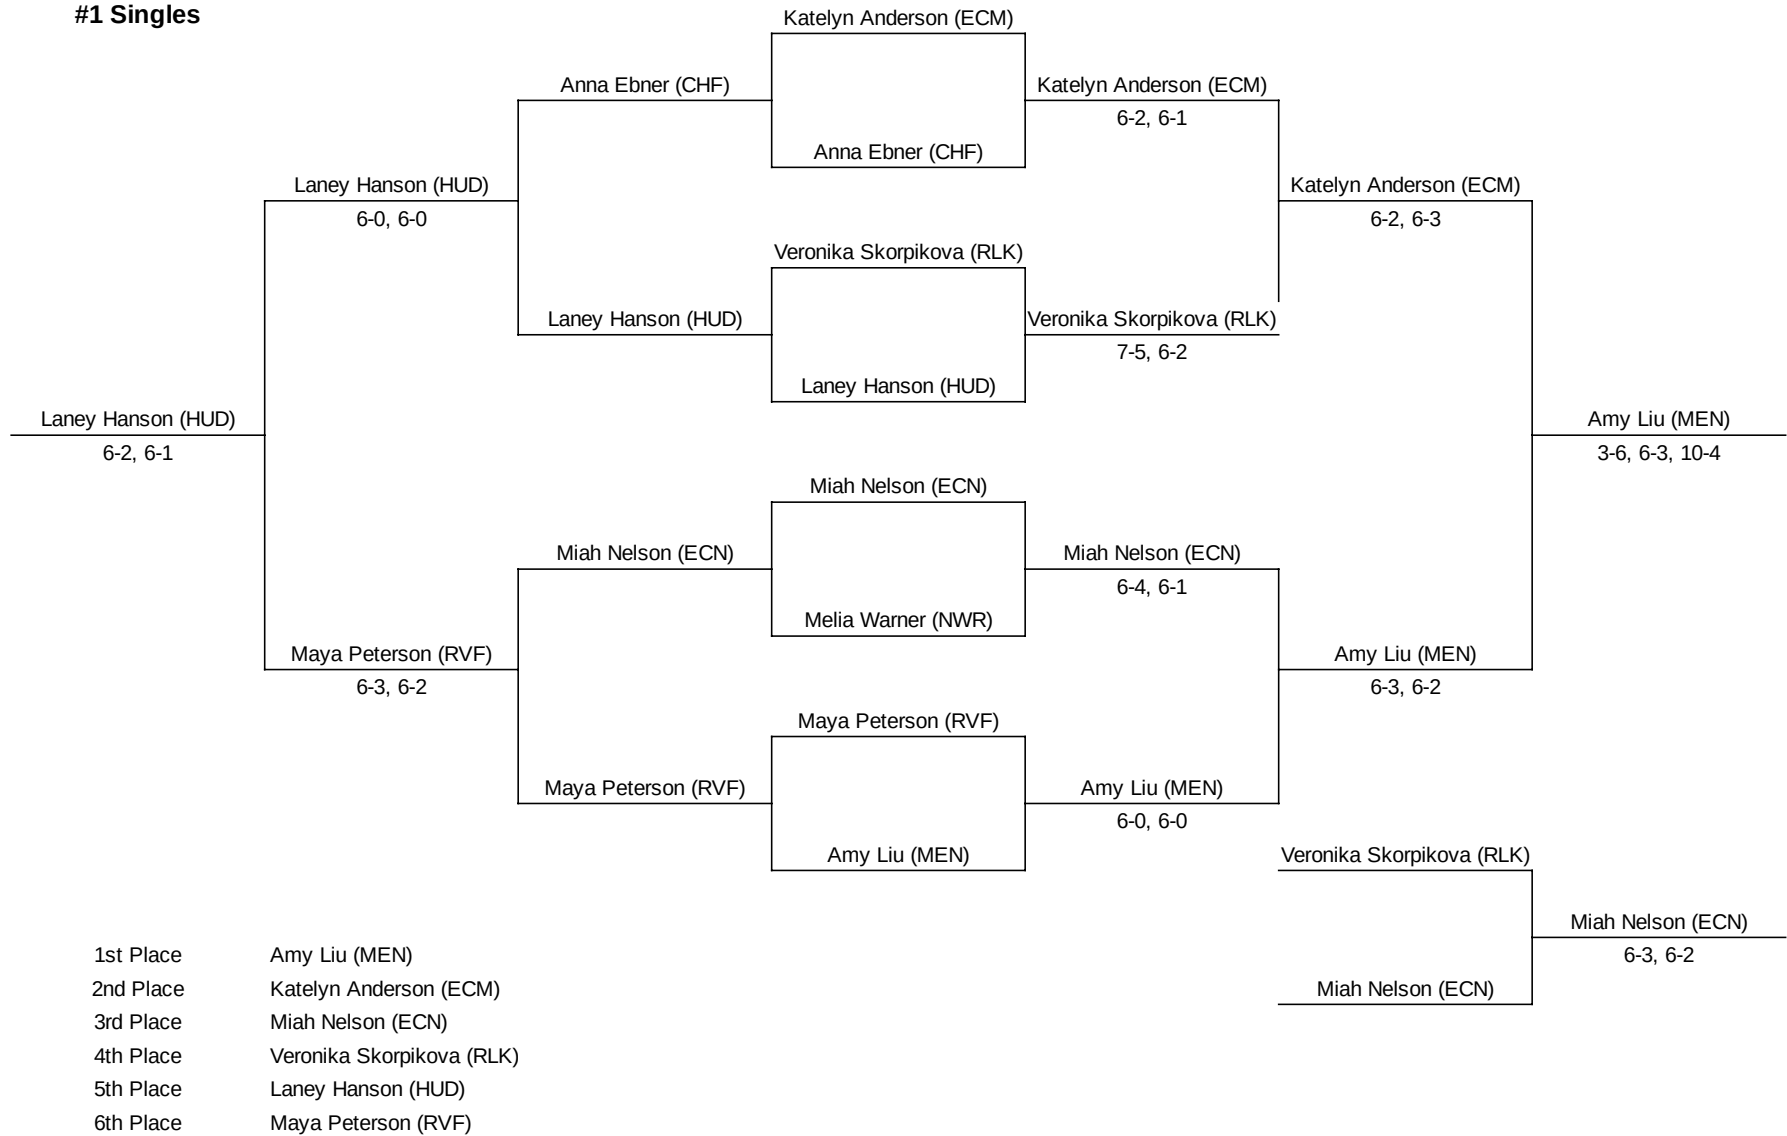 #1 Singles
Katelyn Anderson (ECM)
Anna Ebner (CHF)
Katelyn Anderson (ECM)
6-2, 6-1
Anna Ebner (CHF)
Laney Hanson (HUD)
Katelyn Anderson (ECM)
6-0, 6-0
6-2, 6-3
Veronika Skorpikova (RLK)
Laney Hanson (HUD)
Veronika Skorpikova (RLK)
7-5, 6-2
Laney Hanson (HUD)
Laney Hanson (HUD)
Amy Liu (MEN)
6-2, 6-1
3-6, 6-3, 10-4
Miah Nelson (ECN)
Miah Nelson (ECN)
Miah Nelson (ECN)
6-4, 6-1
Melia Warner (NWR)
Maya Peterson (RVF)
Amy Liu (MEN)
6-3, 6-2
6-3, 6-2
Maya Peterson (RVF)
Maya Peterson (RVF)
Amy Liu (MEN)
6-0, 6-0
Amy Liu (MEN)
Veronika Skorpikova (RLK)
Miah Nelson (ECN)
6-3, 6-2
Miah Nelson (ECN)
1st Place Amy Liu (MEN)
2nd Place Katelyn Anderson (ECM)
3rd Place Miah Nelson (ECN)
4th Place Veronika Skorpikova (RLK)
5th Place Laney Hanson (HUD)
6th Place Maya Peterson (RVF)